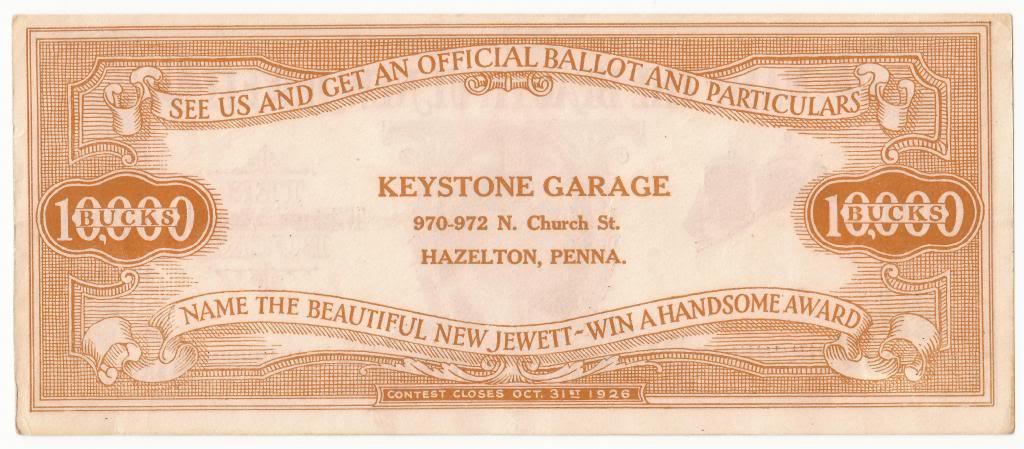 SEE US AND GET AN OFFICIAL BALLOT AND PARTICULARS
KEYSTONE GARAGE
10,000 BUCKS
10,000 BUCKS
970-972 N. Church St.
HAZELTON, PENNA.
NAME THE BEAUTIFUL NEW JEWETT-WIN A HANDSOME AWARD
CONTEST CLOSES OCT. 31ST 1926